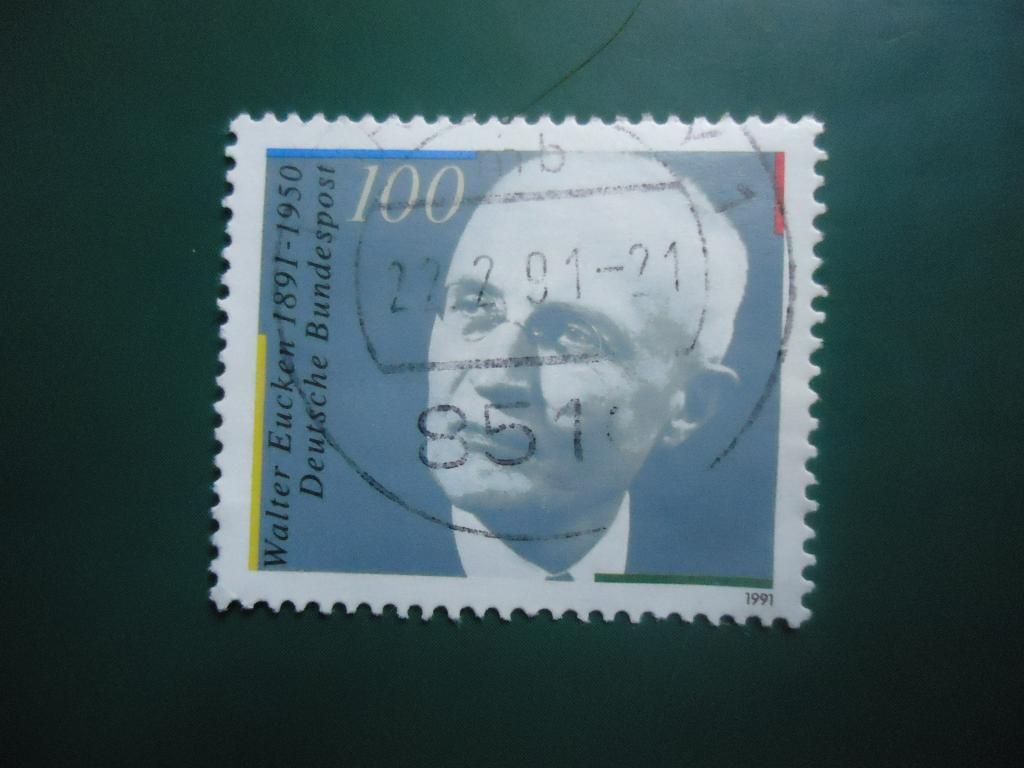 Walter Eucken 1891-1950
Deutsche Bundespost
100
22.2.91-21
851
1991